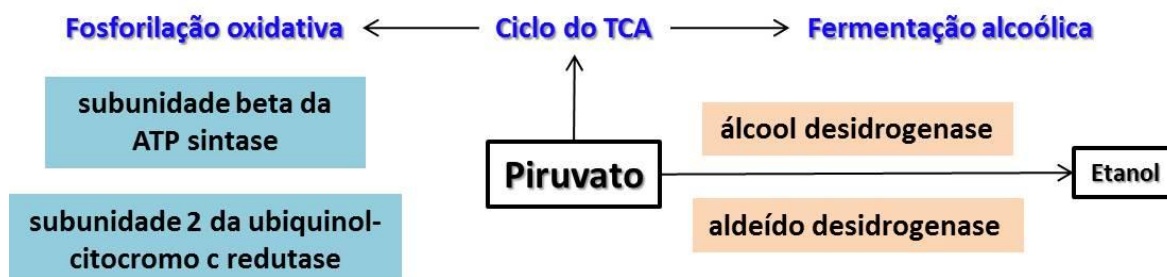 Fosforilação oxidativa
Ciclo do TCA
Fermentação alcoólica
subunidade beta da
ATP sintase
álcool desidrogenase
Piruvato
Etanol
subunidade 2 da ubiquinol-
citocromo c redutase
aldeído desidrogenase